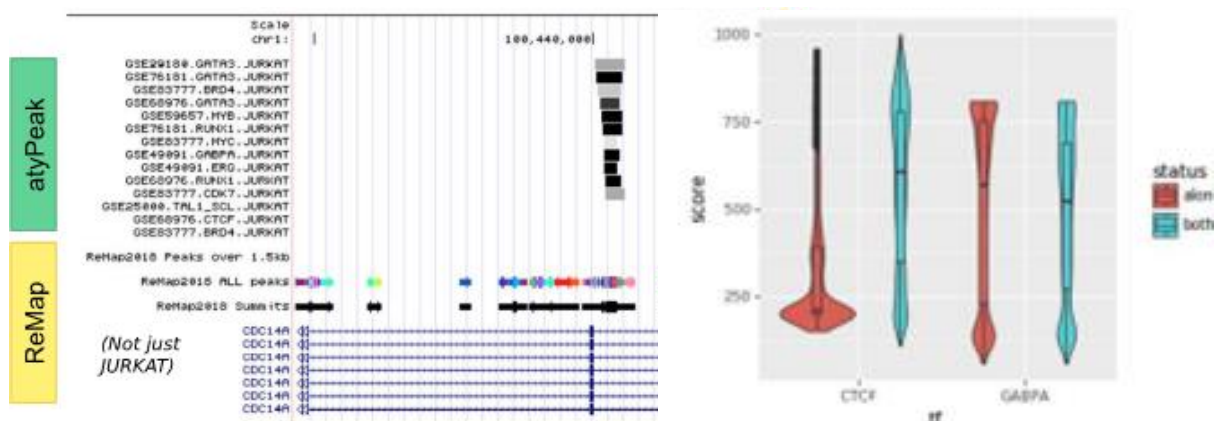 Scale
chr1:
100,440,000
atyPeak
GSE29180.GATA3.JURKAT
GSE76181.GATA3.JURKAT
GSE83777.BRD4.JURKAT
GSE68976.GATA3.JURKAT
GSE59657.MYB.JURKAT
GSE76181.RUNX1.JURKAT
GSE83777.MYC.JURKAT
GSE49091.GABPA.JURKAT
GSE49091.ERG.JURKAT
GSE68976.RUNX1.JURKAT
GSE83777.CDK7.JURKAT
GSE25000.TAL1_SCL.JURKAT
GSE68976.CTCF.JURKAT
GSE83777.BRD4.JURKAT
ReMap
ReMap2018 Peaks over 1.5kb
ReMap2018 ALL peaks
ReMap2018 Summits
(Not just
JURKAT)
CDC14A
CDC14A
CDC14A
CDC14A
CDC14A
CDC14A
CDC14A
1000
750
500
250
score
CTCF
GABPA
status
both